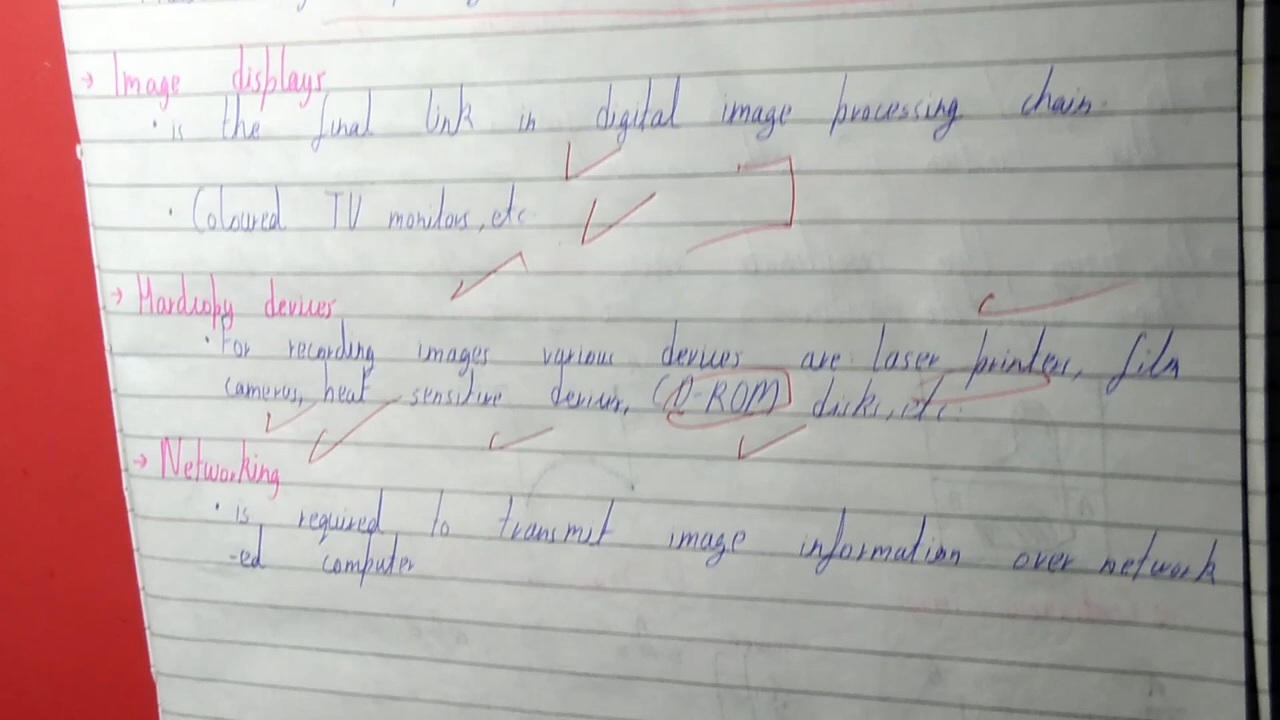 → Image displays
• is the final link in digital image processing chain.
• Coloured TV monitors, etc.
→ Hardcopy devices
• For recording images various devices are laser printer, film
cameras, heat sensitive devices, CD-ROM disks, etc.
→ Networking
• is required to transmit image information over network
-ed computer